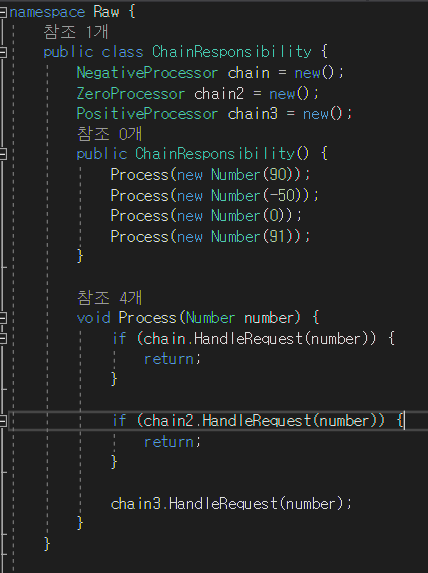 namespace Raw {
참조 1개
public class ChainResponsibility {
NegativeProcessor chain = new();
ZeroProcessor chain2 = new();
PositiveProcessor chain3 = new();
참조 0개
public ChainResponsibility() {
Process(new Number(90));
Process(new Number(-50));
Process(new Number(0));
Process(new Number(91));
}
참조 4개
void Process(Number number) {
if (chain.HandleRequest(number)) {
return;
}
if (chain2.HandleRequest(number)) {
return;
}
chain3.HandleRequest(number);
}
}